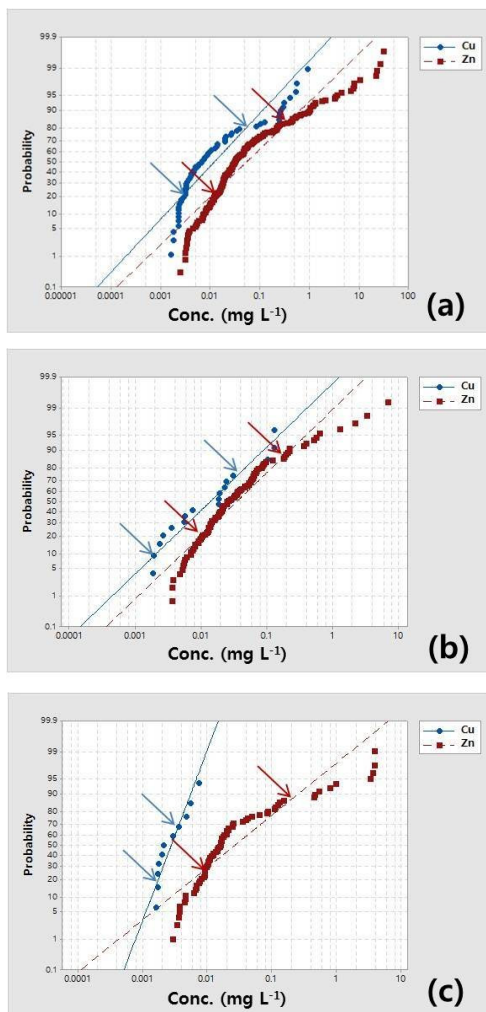 99.9
Cu
Zn
99
95
90
80
70
60
50
40
30
20
10
5
1
0.1
Probability
0.00001 0.0001 0.001 0.01 0.1 1 10 100
Conc. (mg L-1)
(a)
99.9
Cu
Zn
99
95
90
80
70
60
50
40
30
20
10
5
1
0.1
Probability
0.0001 0.001 0.01 0.1 1 10
Conc. (mg L-1)
(b)
99.9
Cu
Zn
99
95
90
80
70
60
50
40
30
20
10
5
1
0.1
Probability
0.0001 0.001 0.01 0.1 1 10
Conc. (mg L-1)
(c)